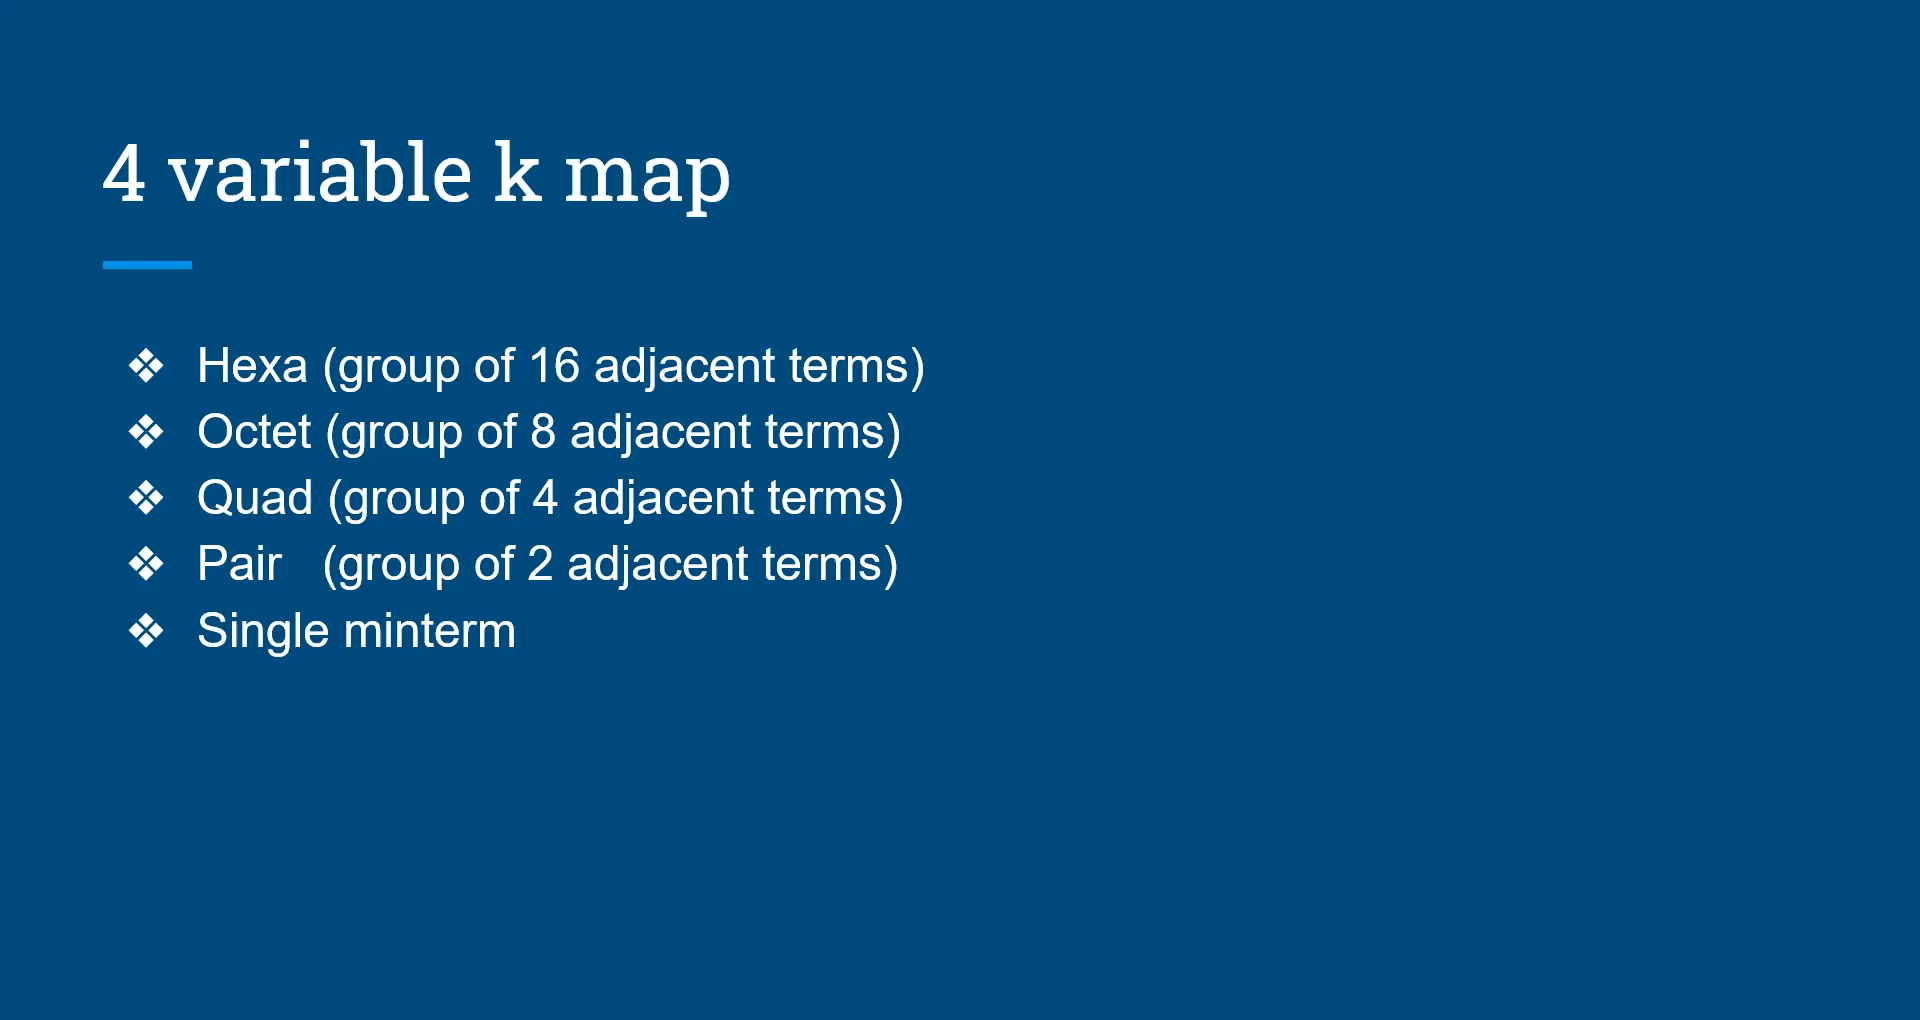 4 variable k map
❖ Hexa (group of 16 adjacent terms)
❖ Octet (group of 8 adjacent terms)
❖ Quad (group of 4 adjacent terms)
❖ Pair   (group of 2 adjacent terms)
❖ Single minterm